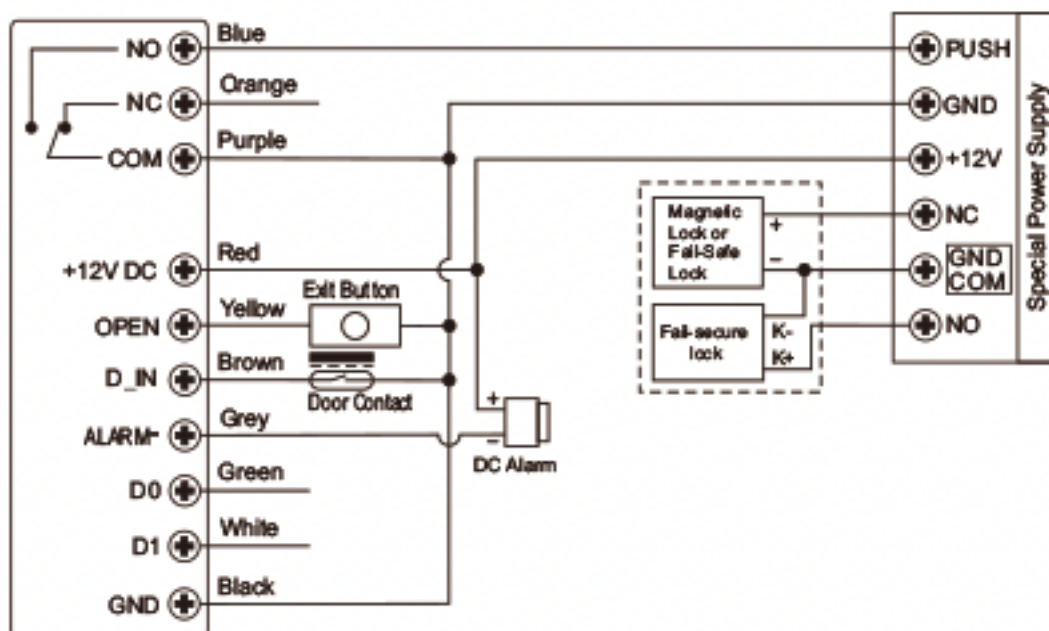 NO
Blue
NC
Orange
COM
Purple
+12V DC
Red
OPEN
Yellow
Exit Button
D_IN
Brown
Door Contact
ALARM-
Grey
+
-
DC Alarm
D0
Green
D1
White
GND
Black
Magnetic
Lock or
Fail-Safe
Lock
+
-
Fail-secure
lock
K-
K+
PUSH
GND
+12V
NC
GND
COM
NO
Special Power Supply